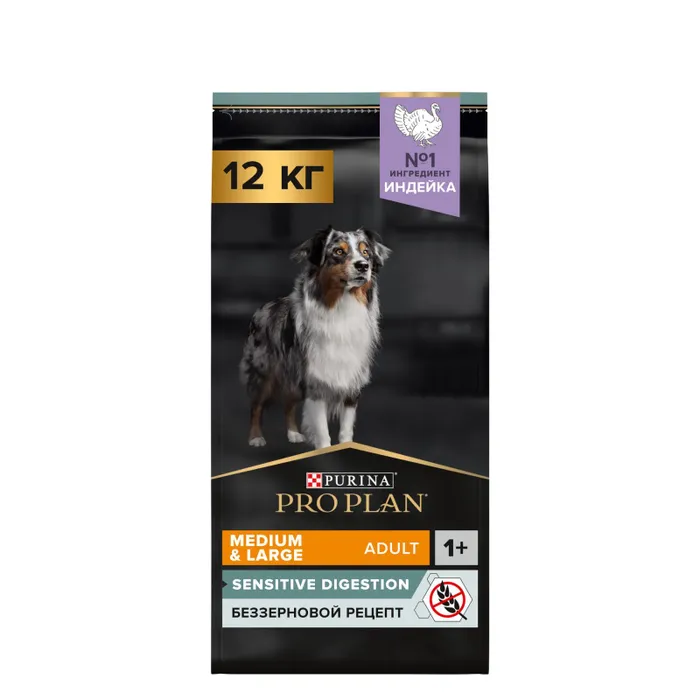 №1
ИНГРЕДИЕНТ
ИНДЕЙКА
12 КГ
PURINA
PRO PLAN
MEDIUM
& LARGE
ADULT
1+
SENSITIVE DIGESTION
БЕЗЗЕРНОВОЙ РЕЦЕПТ